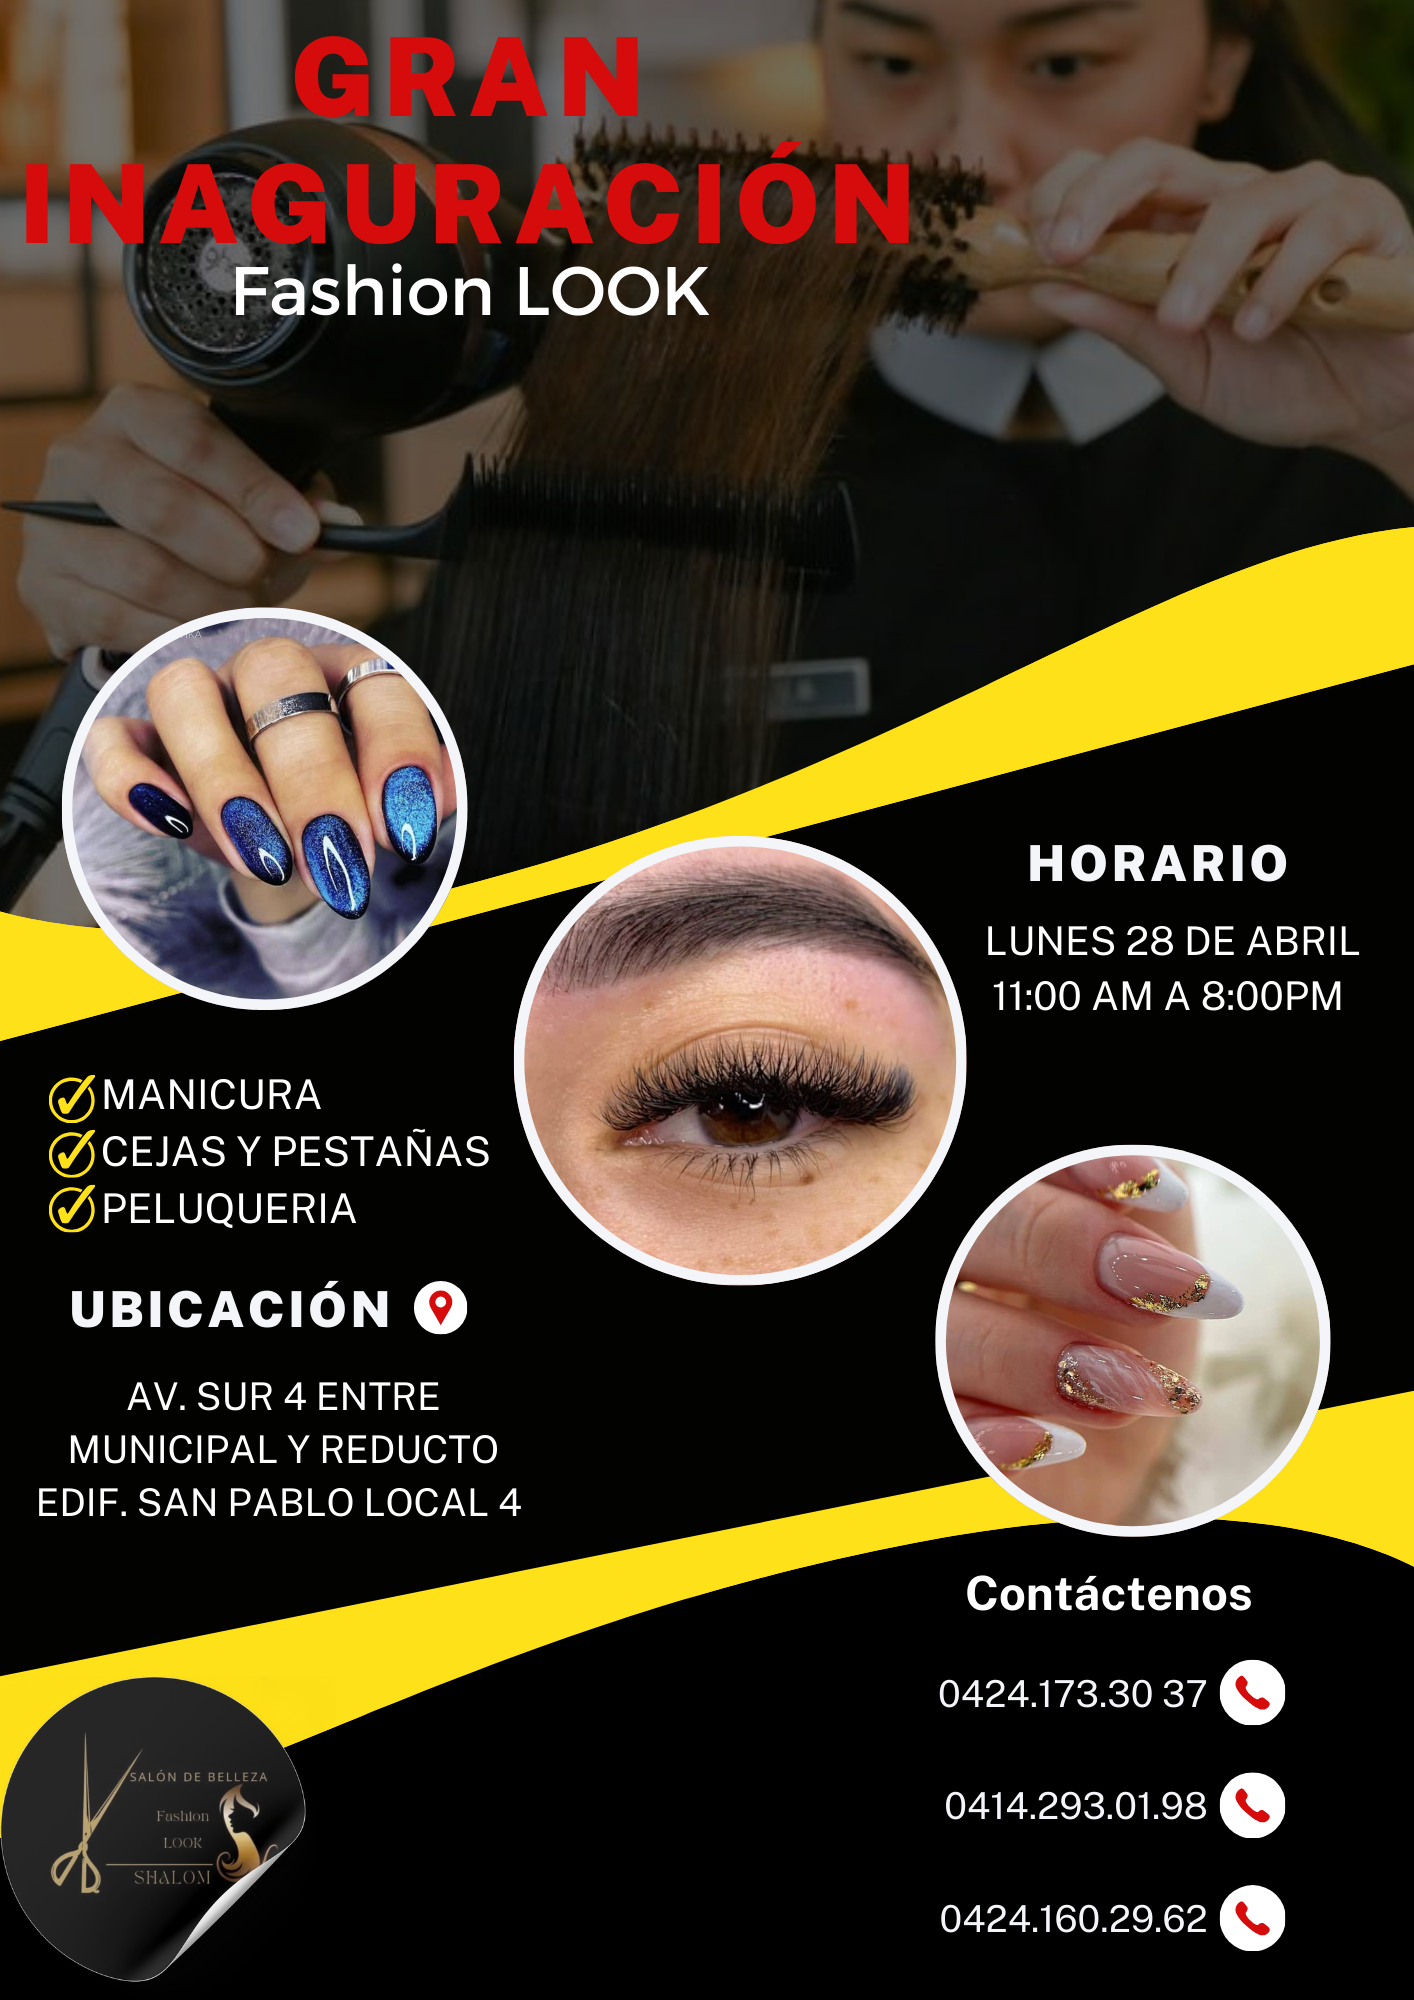 GRAN
INAGURACIÓN
Fashion LOOK
HORARIO
LUNES 28 DE ABRIL
11:00 AM A 8:00PM
MANICURA
CEJAS Y PESTAÑAS
PELUQUERIA
UBICACIÓN
AV. SUR 4 ENTRE
MUNICIPAL Y REDUCTO
EDIF. SAN PABLO LOCAL 4
Contáctenos
0424.173.30 37
0414.293.01.98
0424.160.29.62
SALÓN DE BELLEZA
Fashion
LOOK
SHALOM